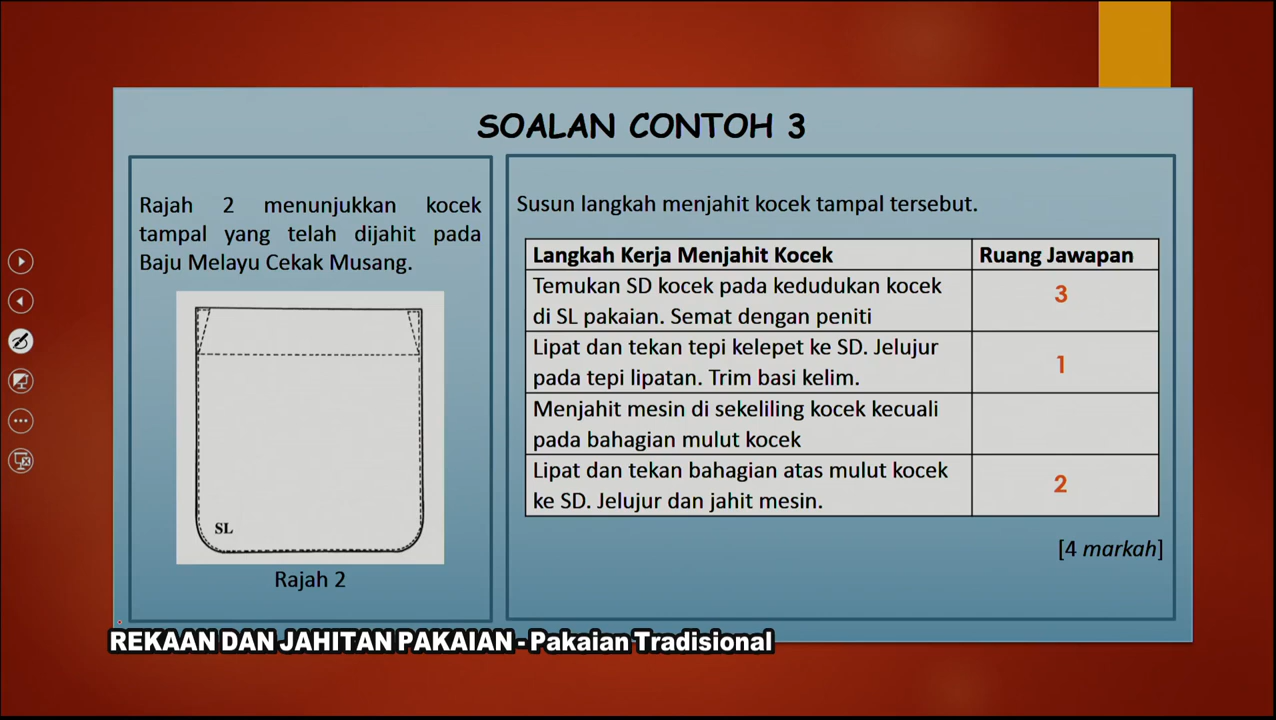 SOALAN CONTOH 3
Rajah 2 menunjukkan kocek
tampal yang telah dijahit pada
Baju Melayu Cekak Musang.
SL
Rajah 2
Susun langkah menjahit kocek tampal tersebut.
Langkah Kerja Menjahit Kocek
Ruang Jawapan
Temukan SD kocek pada kedudukan kocek
di SL pakaian. Semat dengan peniti
3
Lipat dan tekan tepi kelepet ke SD. Jelujur
pada tepi lipatan. Trim basi kelim.
1
Menjahit mesin di sekeliling kocek kecuali
pada bahagian mulut kocek
Lipat dan tekan bahagian atas mulut kocek
ke SD. Jelujur dan jahit mesin.
2
[4 markah]
REKAAN DAN JAHITAN PAKAIAN - Pakaian Tradisional